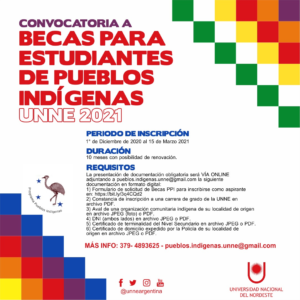 CONVOCATORIA A
BECAS PARA
ESTUDIANTES
DE PUEBLOS
INDÍGENAS
UNNE 2021
PERIODO DE INSCRIPCIÓN
1° de Diciembre de 2020 al 15 de Marzo 2021
DURACIÓN
10 meses con posibilidad de renovación.
REQUISITOS
La presentación de documentación obligatoria será VÍA ONLINE
adjuntando a pueblos.indigenas.unne@gmail.com la siguiente
documentación en formato digital:
1) Formulario de solicitud de Becas PPI para inscribirse como aspirante
en: https://bit.ly/
2) Constancia de inscripción a una carrera de grado de la UNNE en
archivo PDF.
3) Aval de una organización comunitaria indígena de su localidad de origen
en archivo JPEG (foto) o PDF.
4) DNI (ambos lados) en archivo JPEG o PDF.
5) Certificado de terminalidad del Nivel Secundario en archivo JPEG o PDF.
6) Certificado de domicilio expedido por la Policía de su localidad de
origen en archivo JPEG o PDF.
MÁS INFO: 379- 4893625 - pueblos.indigenas.unne@gmail.com
@unneargentina
UNIVERSIDAD NACIONAL
DEL NORDESTE